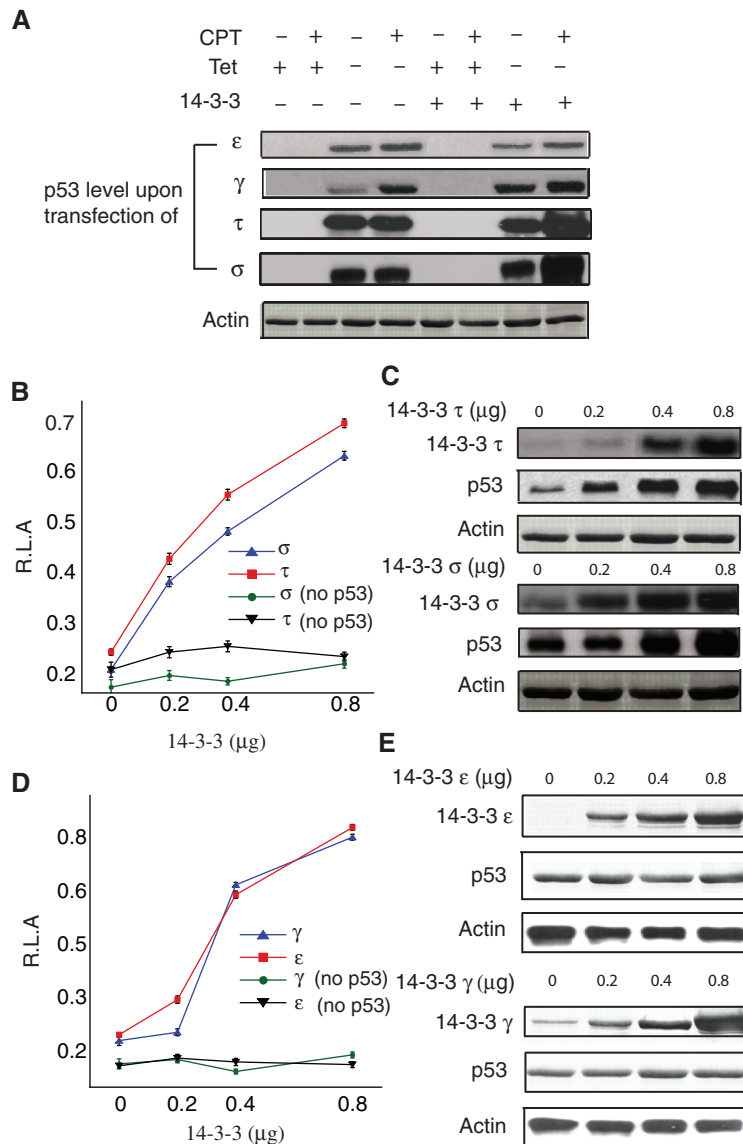 A
CPT – + – + – + – +
Tet + + – – + + – –
14-3-3 – – – – + + + +
p53 level upon
transfection of
ε
γ
τ
σ
Actin
B
R.L.A
0.7
0.6
0.5
0.4
0.3
0.2
σ
τ
σ (no p53)
τ (no p53)
0 0.2 0.4 0.8
14-3-3 (μg)
C
14-3-3 τ (μg) 0 0.2 0.4 0.8
14-3-3 τ
p53
Actin
14-3-3 σ (μg) 0 0.2 0.4 0.8
14-3-3 σ
p53
Actin
D
R.L.A
0.8
0.6
0.5
0.3
0.2
γ
ε
γ (no p53)
ε (no p53)
0 0.2 0.4 0.8
14-3-3 (μg)
E
14-3-3 ε (μg) 0 0.2 0.4 0.8
14-3-3 ε
p53
Actin
14-3-3 γ (μg) 0 0.2 0.4 0.8
14-3-3 γ
p53
Actin